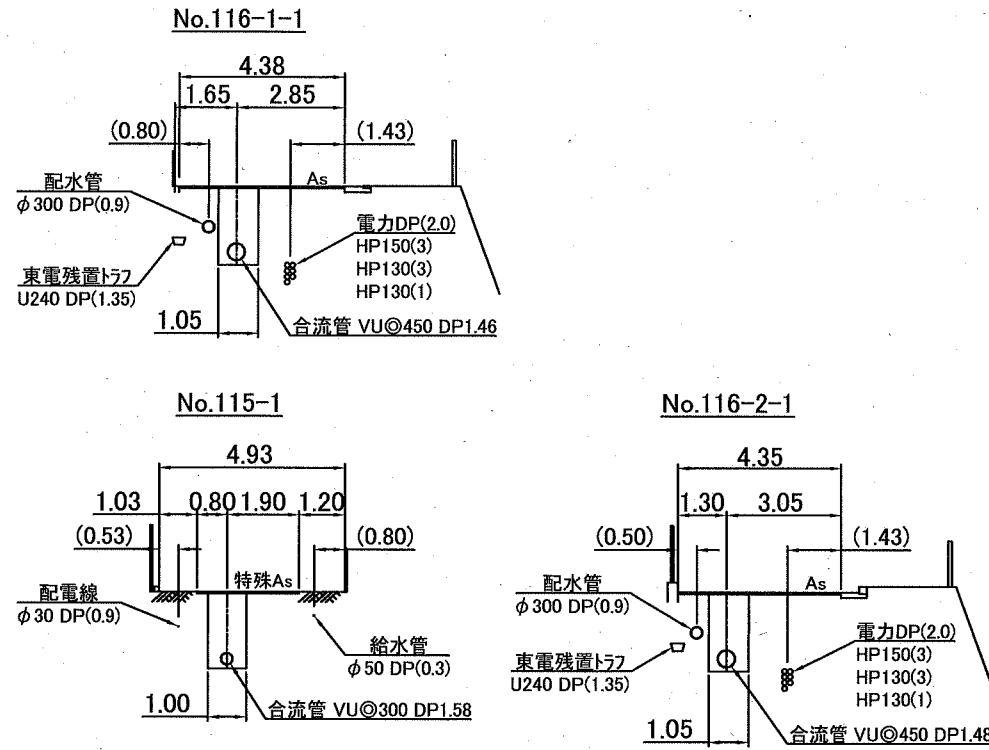 No.116-1-1
4.38
1.65
2.85
(0.80)
(1.43)
As
配水管
φ300 DP(0.9)
東電残置トラフ
U240 DP(1.35)
電力DP(2.0)
HP150(3)
HP130(3)
HP130(1)
1.05
合流管 VU◎450 DP1.46
No.115-1
4.93
1.03
0.80
1.90
1.20
(0.53)
(0.80)
特殊As
配電線
φ30 DP(0.9)
給水管
φ50 DP(0.3)
1.00
合流管 VU◎300 DP1.58
No.116-2-1
4.35
1.30
3.05
(0.50)
(1.43)
As
配水管
φ300 DP(0.9)
東電残置トラフ
U240 DP(1.35)
電力DP(2.0)
HP150(3)
HP130(3)
HP130(1)
1.05
合流管 VU◎450 DP1.48